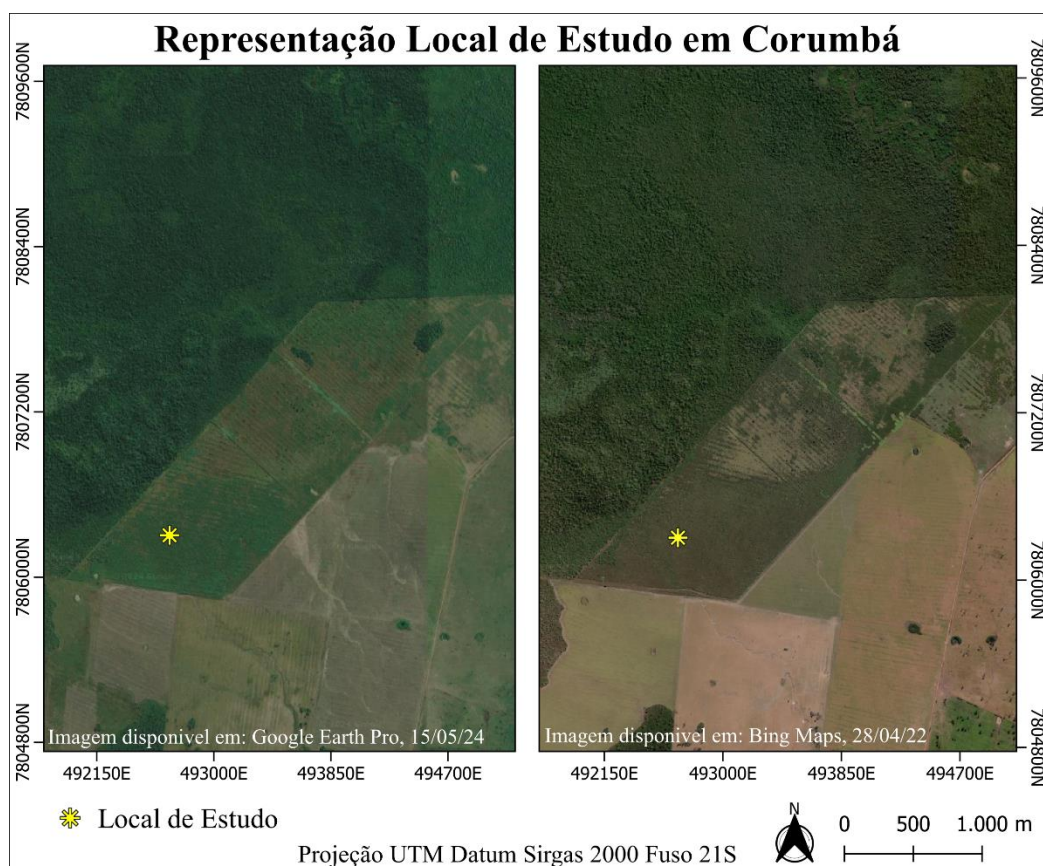 Representação Local de Estudo em Corumbá
7809600N
7808400N
7807200N
7806000N
7804800N
7809600N
7808400N
7807200N
7806000N
7804800N
Imagem disponivel em: Google Earth Pro, 15/05/24
Imagem disponivel em: Bing Maps, 28/04/22
492150E 493000E 493850E 494700E
492150E 493000E 493850E 494700E
Local de Estudo
N
0 500 1.000 m
Projeção UTM Datum Sirgas 2000 Fuso 21S